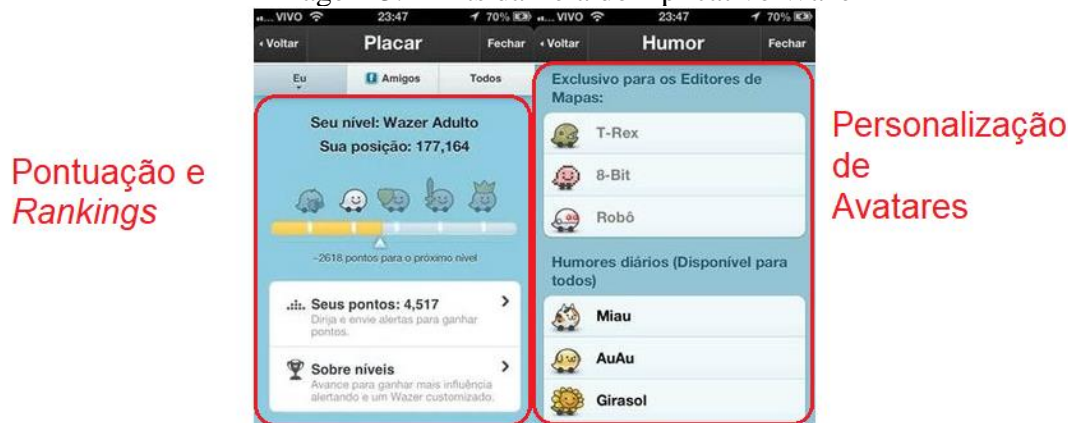 Pontuação e
Rankings
VIVO 23:47 70%
Voltar Placar Fechar
Eu Amigos Todos
Seu nível: Wazer Adulto
Sua posição: 177,164
~2618 pontos para o próximo nível
Seus pontos: 4,517
Dirija e envie alertas para ganhar
pontos.
Sobre níveis
Avance para ganhar mais influência
alertando e um Wazer customizado.
VIVO 23:47 70%
Voltar Humor Fechar
Exclusivo para os Editores de
Mapas:
T-Rex
8-Bit
Robô
Humores diários (Disponível para
todos)
Miau
AuAu
Girasol
Personalização
de
Avatares